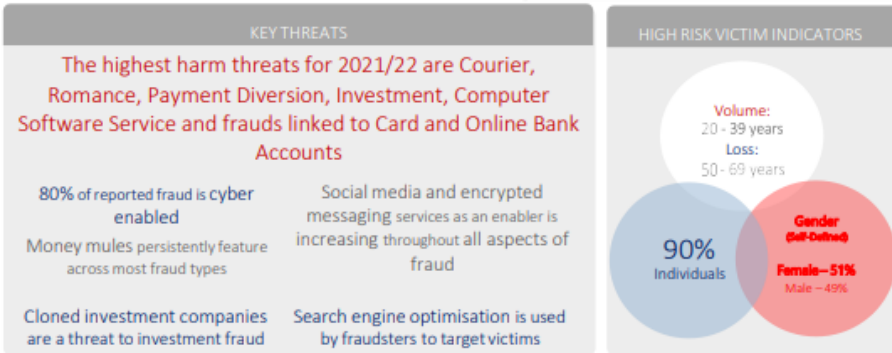 KEY THREATS
The highest harm threats for 2021/22 are Courier,
Romance, Payment Diversion, Investment, Computer
Software Service and frauds linked to Card and Online Bank
Accounts
80% of reported fraud is cyber
enabled
Money mules persistently feature
across most fraud types
Cloned investment companies
are a threat to investment fraud
Social media and encrypted
messaging services as an enabler is
increasing throughout all aspects of
fraud
Search engine optimisation is used
by fraudsters to target victims
HIGH RISK VICTIM INDICATORS
Volume:
20 - 39 years
Loss:
50 - 69 years
90%
Individuals
Gender
(Self-Defined)
Female – 51%
Male – 49%